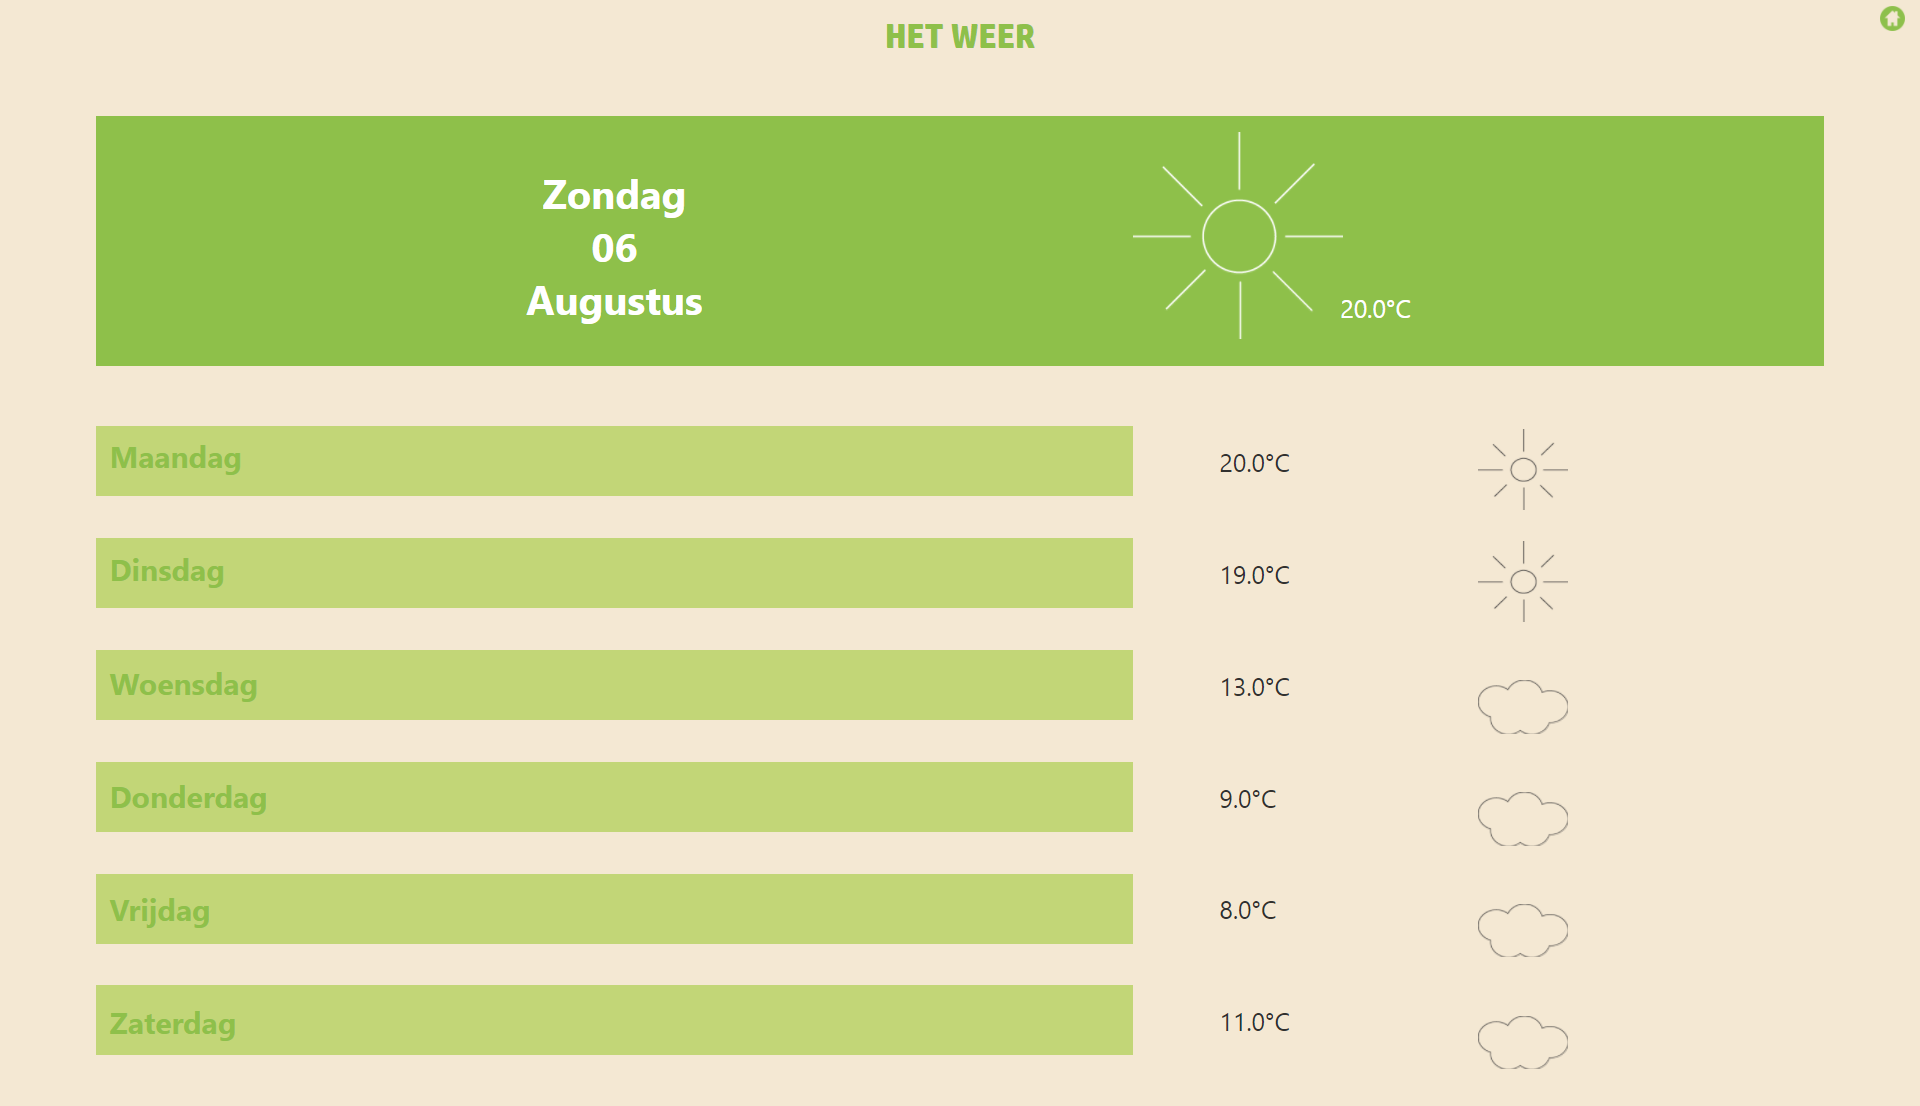 HET WEER
Zondag
06
Augustus
20.0°C
Maandag
20.0°C
Dinsdag
19.0°C
Woensdag
13.0°C
Donderdag
9.0°C
Vrijdag
8.0°C
Zaterdag
11.0°C